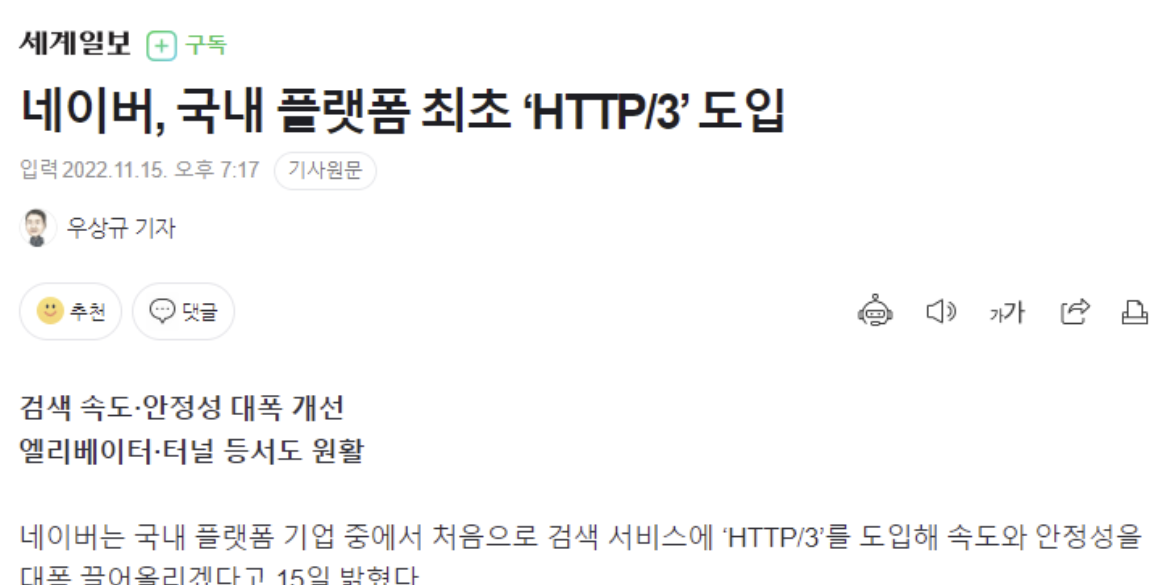 세계일보 구독
네이버, 국내 플랫폼 최초 ‘HTTP/3’ 도입
입력 2022.11.15. 오후 7:17 기사원문
우상규 기자
추천 댓글 가가
검색 속도·안정성 대폭 개선
엘리베이터·터널 등서도 원활
네이버는 국내 플랫폼 기업 중에서 처음으로 검색 서비스에 ‘HTTP/3’를 도입해 속도와 안정성을
대폭 끌어올리겠다고 15일 밝혔다